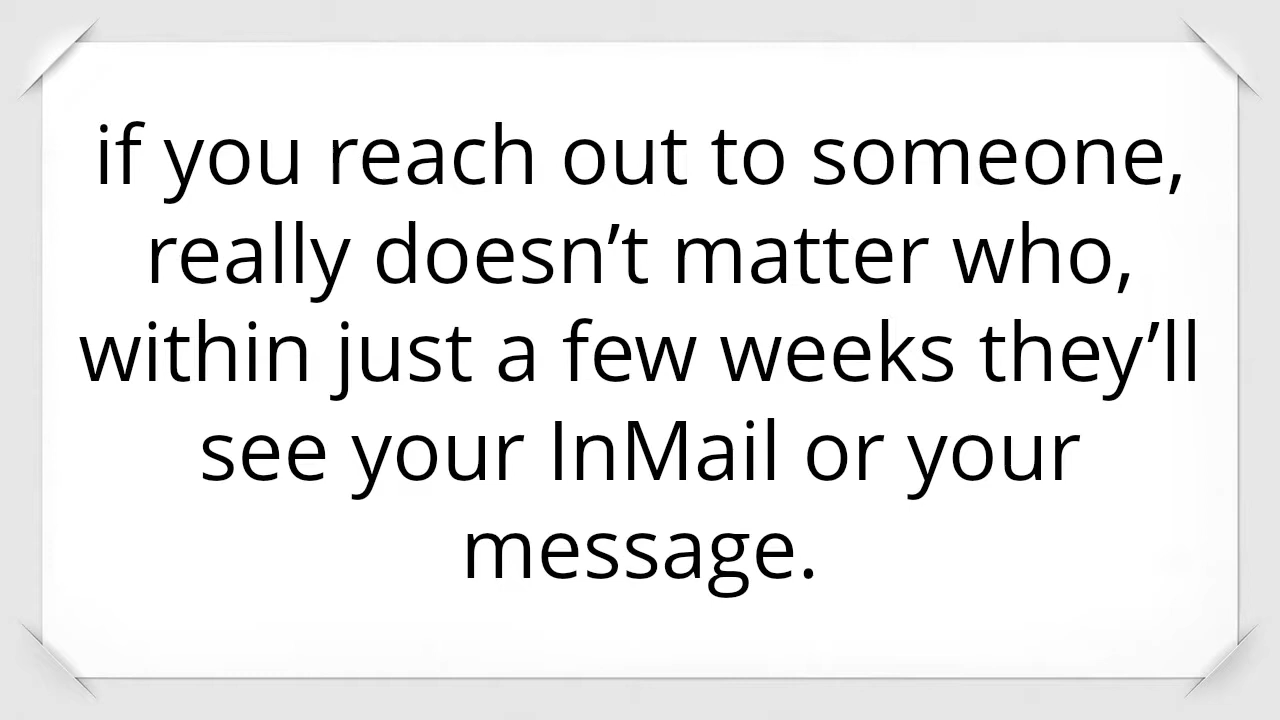 if you reach out to someone,
really doesn’t matter who,
within just a few weeks they’ll
see your InMail or your
message.